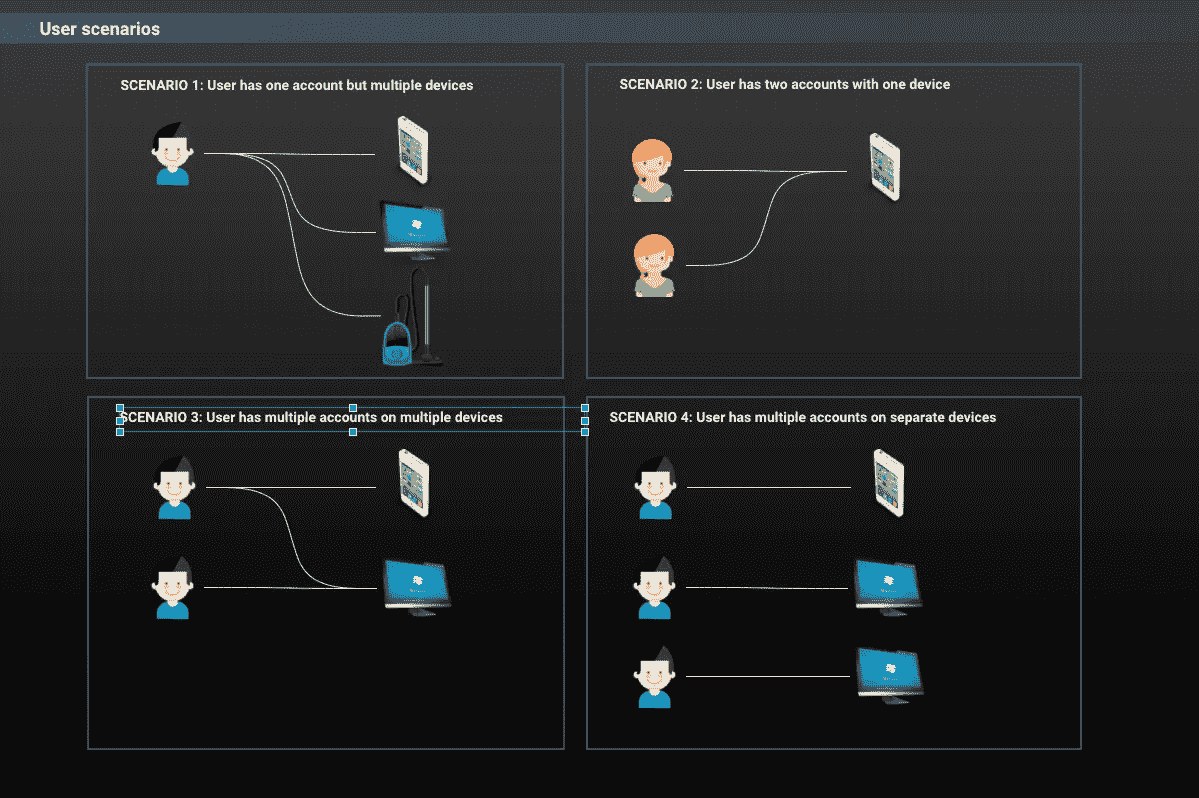 User scenarios
SCENARIO 1: User has one account but multiple devices
SCENARIO 2: User has two accounts with one device
SCENARIO 3: User has multiple accounts on multiple devices
SCENARIO 4: User has multiple accounts on separate devices